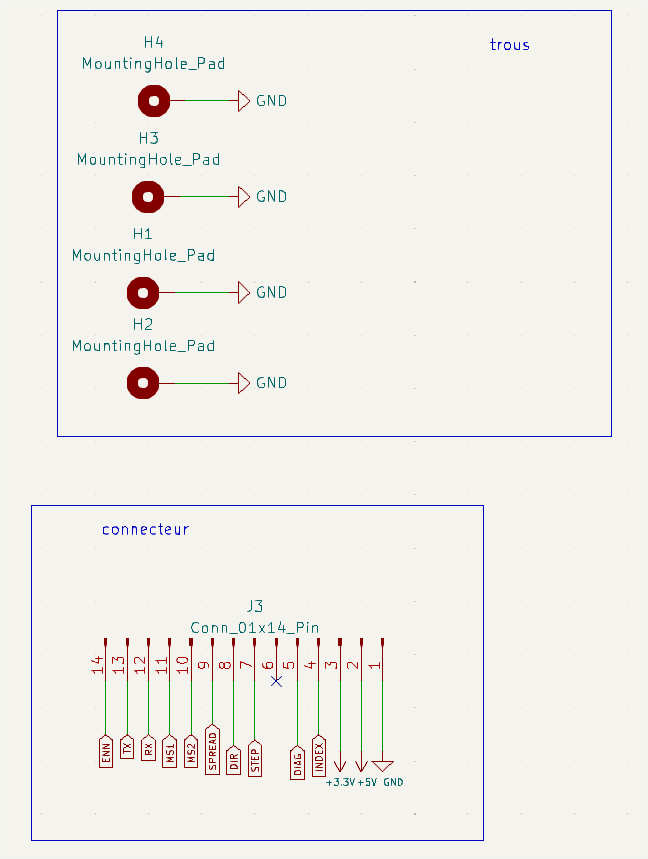 H4
trous
MountingHole_Pad
GND
H3
MountingHole_Pad
GND
H1
MountingHole_Pad
GND
H2
MountingHole_Pad
GND
connecteur
J3
Conn_01x14_Pin
14 13 12 11 10 9 8 7 6 5 4 3 2 1
ENN TX RX MS1 MS2 SPREAD DIR STEP DIAG INDEX
+3.3V +5V GND